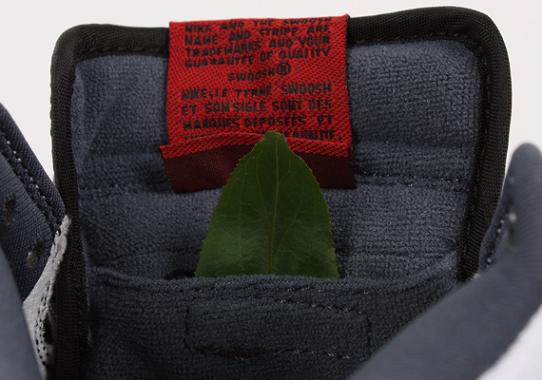 NIKE AND THE SWOOSH
NAME AND STRIPE ARE
TRADEMARKS AND YOUR
GUARANTEE OF QUALITY
SWOOSH®
NIKE,LE TERME SWOOSH
ET SON SIGLE SONT DES
MARQUES DEPOSEES ET